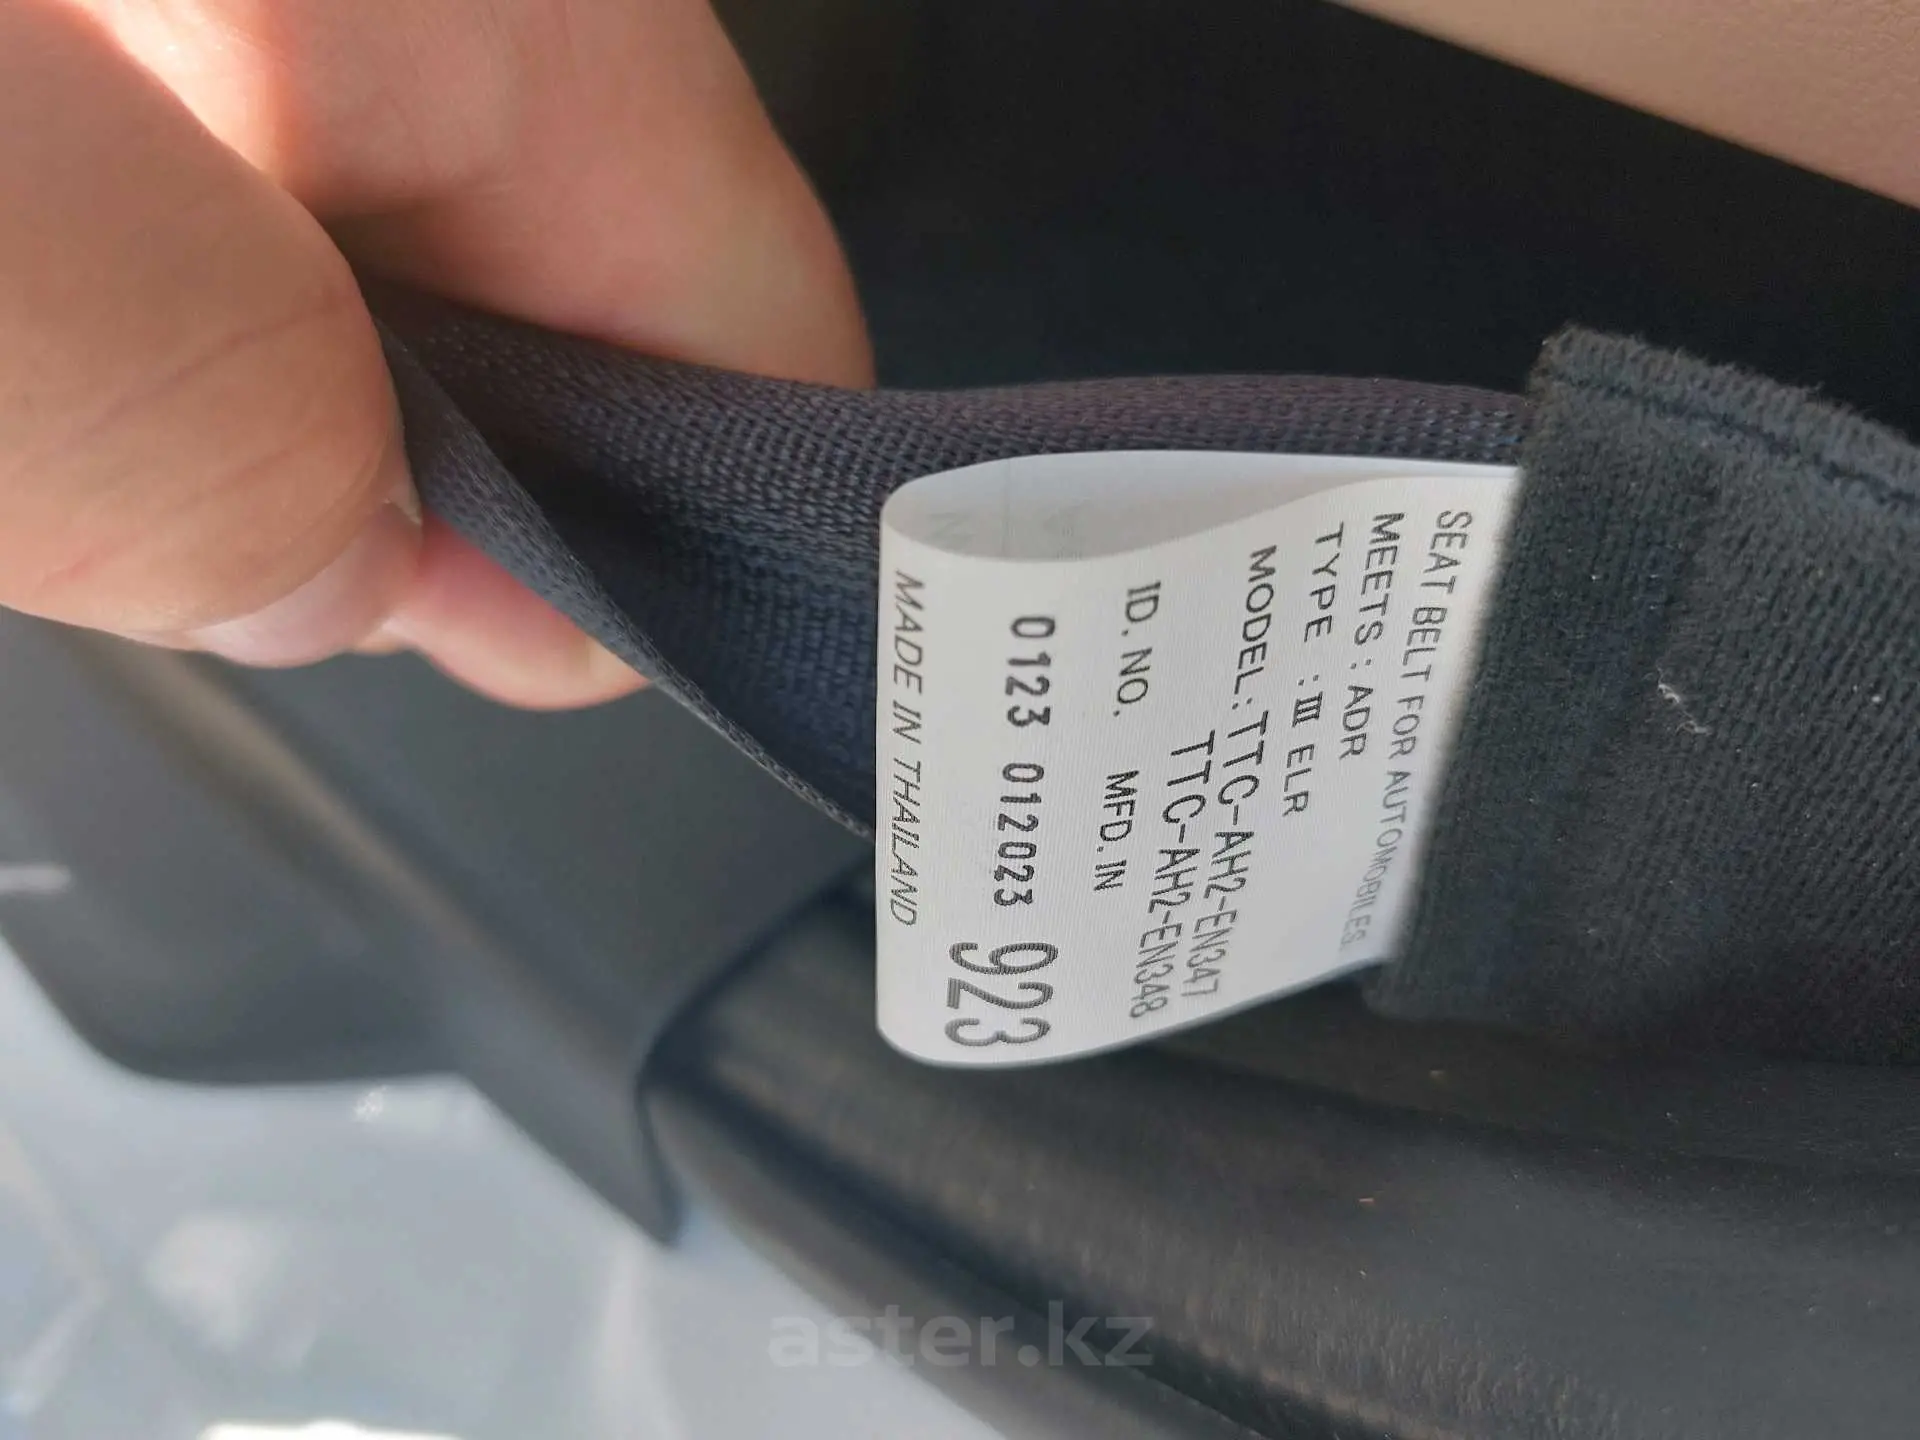 SEAT BELT FOR AUTOMOBILES.
MEETS : ADR
TYPE : III ELR
MODEL : TTC-AH2-EN347
TTC-AH2-EN348
ID. NO. MFD. IN
0123 012023 923
MADE IN THAILAND
aster.kz